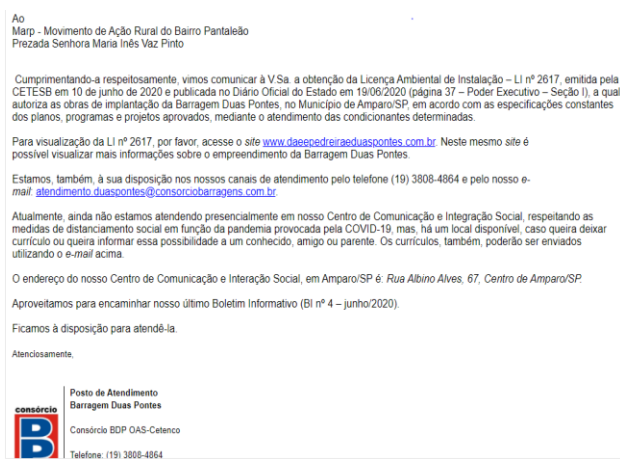 Ao
Marp - Movimento de Ação Rural do Bairro Pantaleão
Prezada Senhora Maria Inês Vaz Pinto
Cumprimentando-a respeitosamente, vimos comunicar à V.Sa. a obtenção da Licença Ambiental de Instalação – LI nº 2617, emitida pela
CETESB em 10 de junho de 2020 e publicada no Diário Oficial do Estado em 19/06/2020 (página 37 – Poder Executivo – Seção I), a qual
autoriza as obras de implantação da Barragem Duas Pontes, no Município de Amparo/SP, em acordo com as especificações constantes
dos planos, programas e projetos aprovados, mediante o atendimento das condicionantes determinadas.
Para visualização da LI nº 2617, por favor, acesse o site www.daeepedreiraeduaspontes.com.br. Neste mesmo site é
possível visualizar mais informações sobre o empreendimento da Barragem Duas Pontes.
Estamos, também, à sua disposição nos nossos canais de atendimento pelo telefone (19) 3808-4864 e pelo nosso e-
mail: atendimento.duaspontes@consorciobarragens.com.br.
Atualmente, ainda não estamos atendendo presencialmente em nosso Centro de Comunicação e Integração Social, respeitando as
medidas de distanciamento social em função da pandemia provocada pela COVID-19, mas, há um local disponível, caso queira deixar
currículo ou queira informar essa possibilidade a um conhecido, amigo ou parente. Os currículos, também, poderão ser enviados
utilizando o e-mail acima.
O endereço do nosso Centro de Comunicação e Interação Social, em Amparo/SP é: Rua Albino Alves, 67, Centro de Amparo/SP.
Aproveitamos para encaminhar nosso último Boletim Informativo (BI nº 4 – junho/2020).
Ficamos à disposição para atendê-la.
Atenciosamente,
Posto de Atendimento
Barragem Duas Pontes
consórcio
B
Consórcio BDP OAS-Cetenco
Telefone: (19) 3808-4864